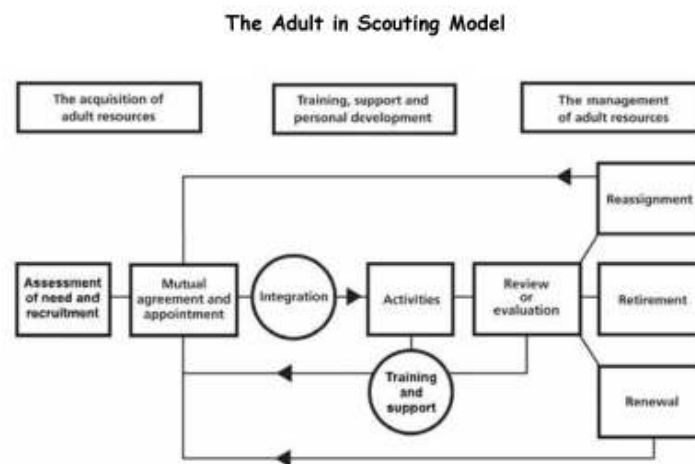 The Adult in Scouting Model
The acquisition of
adult resources
Training, support and
personal development
The management
of adult resources
Reassignment
Assessment
of need and
recruitment
Mutual
agreement and
appointment
Integration
Activities
Review
or
evaluation
Retirement
Training
and
support
Renewal